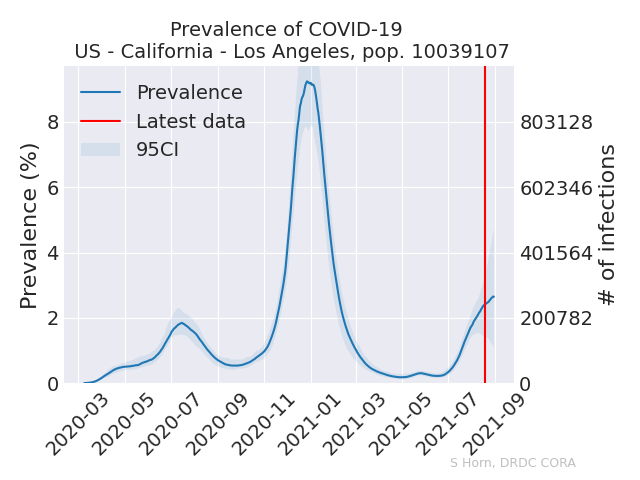 Prevalence of COVID-19
US - California - Los Angeles, pop. 10039107
Prevalence
Latest data
95CI
Prevalence (%)
8
6
4
2
0
803128
602346
401564
200782
0
# of infections
2020-03
2020-05
2020-07
2020-09
2020-11
2021-01
2021-03
2021-05
2021-07
2021-09
S Horn, DRDC CORA